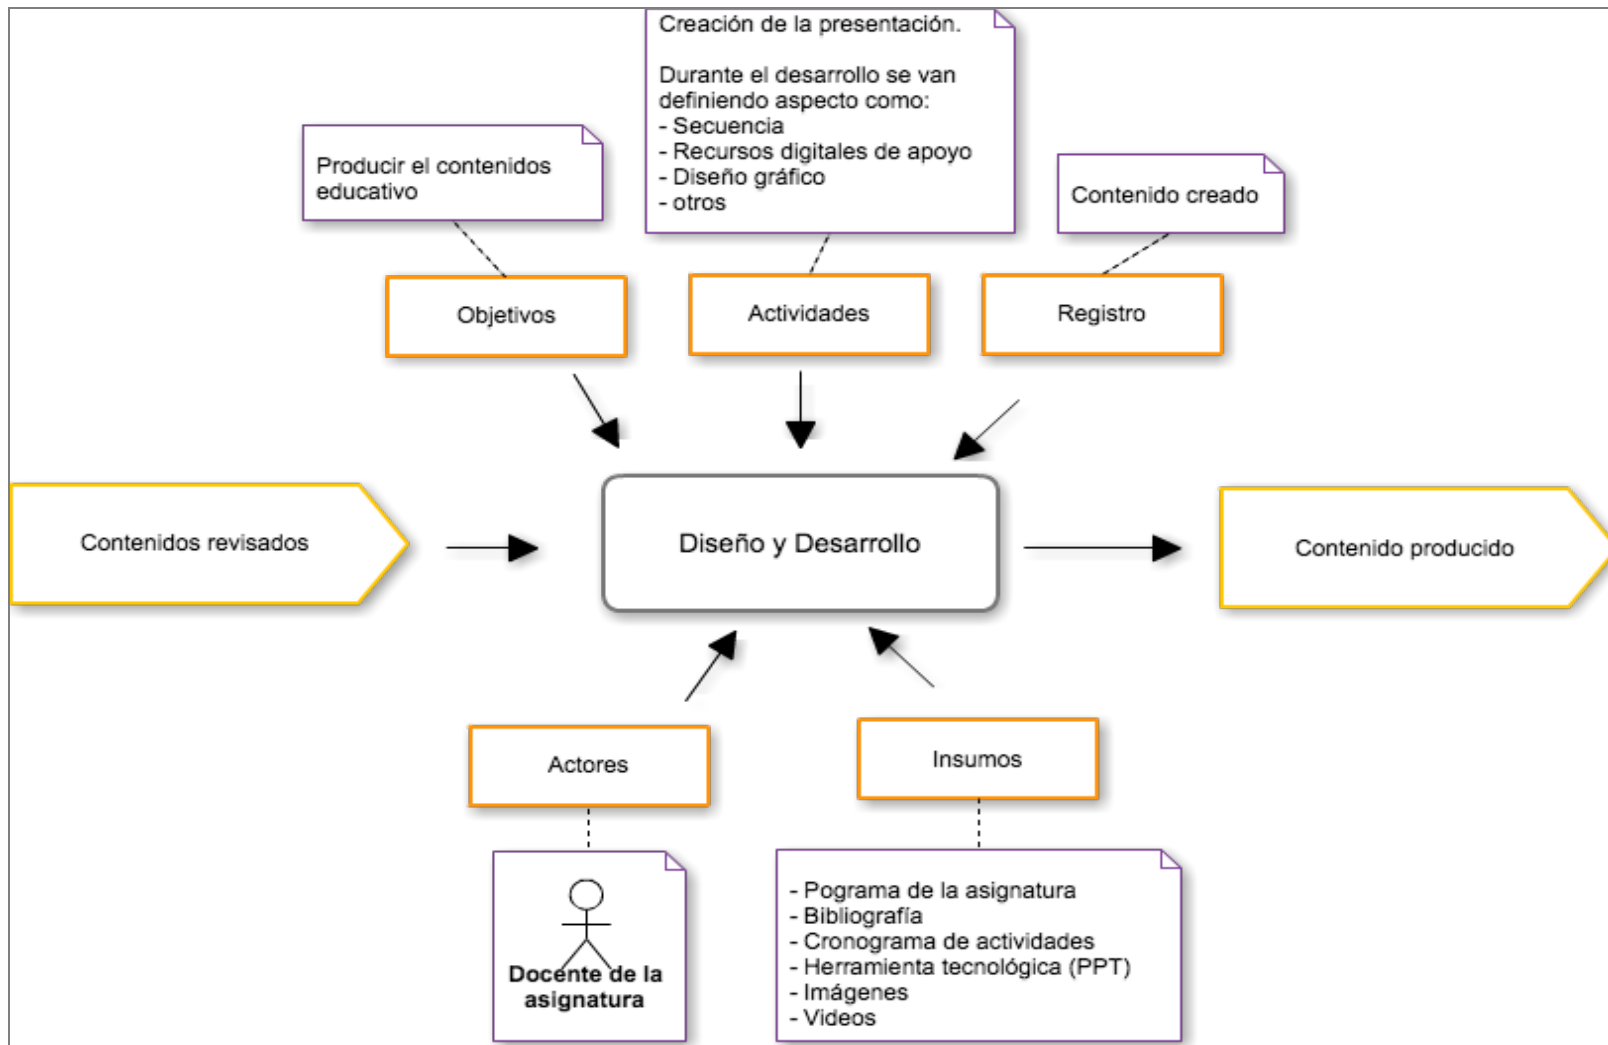 Creación de la presentación.
Durante el desarrollo se van
definiendo aspecto como:
- Secuencia
- Recursos digitales de apoyo
- Diseño gráfico
- otros
Producir el contenidos
educativo
Contenido creado
Objetivos
Actividades
Registro
Contenidos revisados
Diseño y Desarrollo
Contenido producido
Actores
Insumos
Docente de la
asignatura
- Pograma de la asignatura
- Bibliografía
- Cronograma de actividades
- Herramienta tecnológica (PPT)
- Imágenes
- Videos